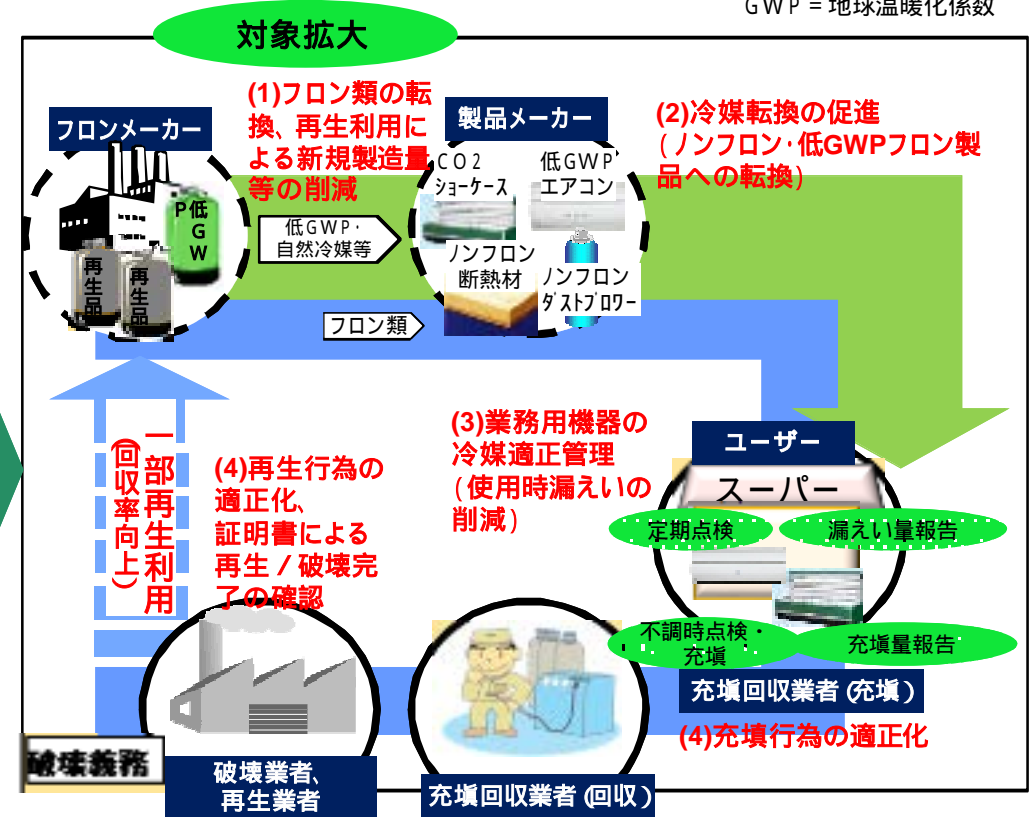 GWP=地球温暖化係数
対象拡大
フロンメーカー
(1)フロン類の転
換、再生利用に
よる新規製造量
等の削減
製品メーカー
(2)冷媒転換の促進
(ノンフロン・低GWPフロン製
品への転換)
CO2
ショーケース
低GWP
エアコン
P低
G
W
再生品
再生品
低GWP・
自然冷媒等
ノンフロン
断熱材
ノンフロン
ダストブロワー
フロン類
一部再生利用
(回収率向上)
(4)再生行為の
適正化、
証明書による
再生/破壊完
了の確認
(3)業務用機器の
冷媒適正管理
(使用時漏えいの
削減)
ユーザー
スーパー
定期点検
漏えい量報告
不調時点検・
充塡
充塡量報告
充塡回収業者(充塡)
(4)充填行為の適正化
破壊義務
破壊業者、
再生業者
充塡回収業者(回収)